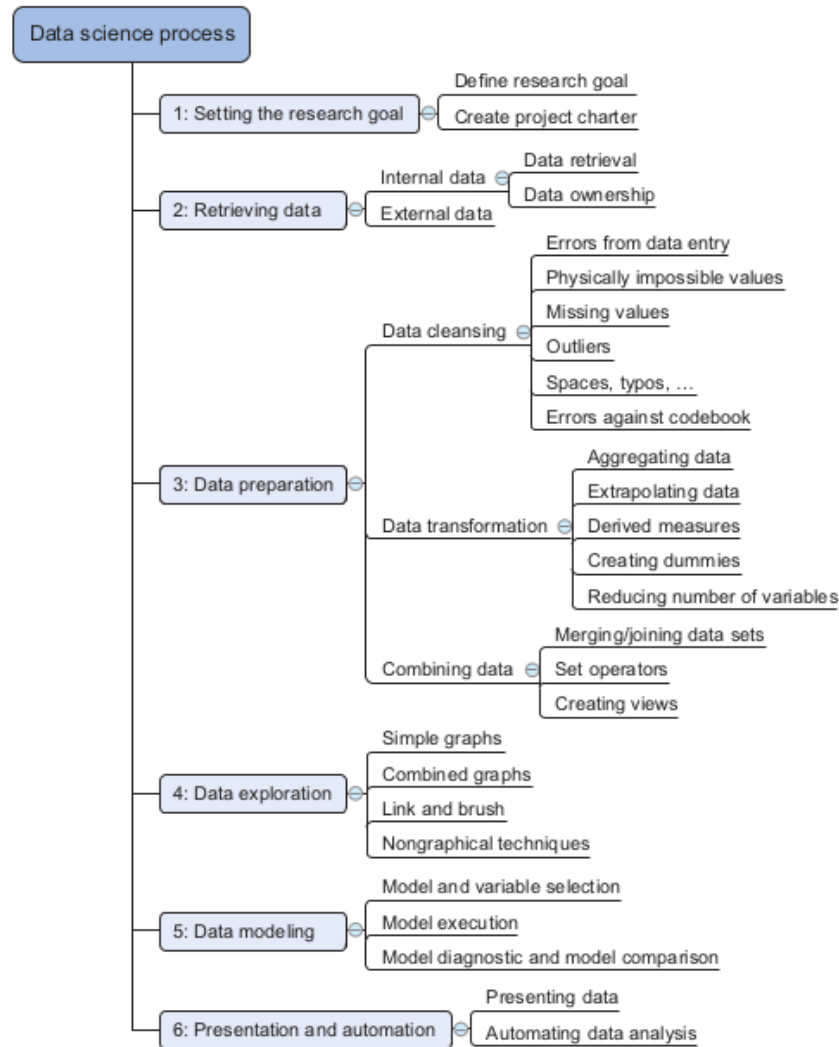 Data science process
1: Setting the research goal
Define research goal
Create project charter
2: Retrieving data
Internal data
Data retrieval
Data ownership
External data
3: Data preparation
Data cleansing
Errors from data entry
Physically impossible values
Missing values
Outliers
Spaces, typos, …
Errors against codebook
Data transformation
Aggregating data
Extrapolating data
Derived measures
Creating dummies
Reducing number of variables
Combining data
Merging/joining data sets
Set operators
Creating views
4: Data exploration
Simple graphs
Combined graphs
Link and brush
Nongraphical techniques
5: Data modeling
Model and variable selection
Model execution
Model diagnostic and model comparison
6: Presentation and automation
Presenting data
Automating data analysis